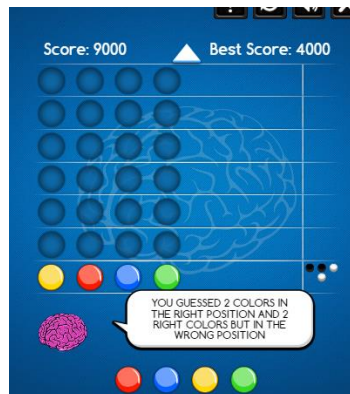 Score: 9000 Best Score: 4000
YOU GUESSED 2 COLORS IN
THE RIGHT POSITION AND 2
RIGHT COLORS BUT IN THE
WRONG POSITION